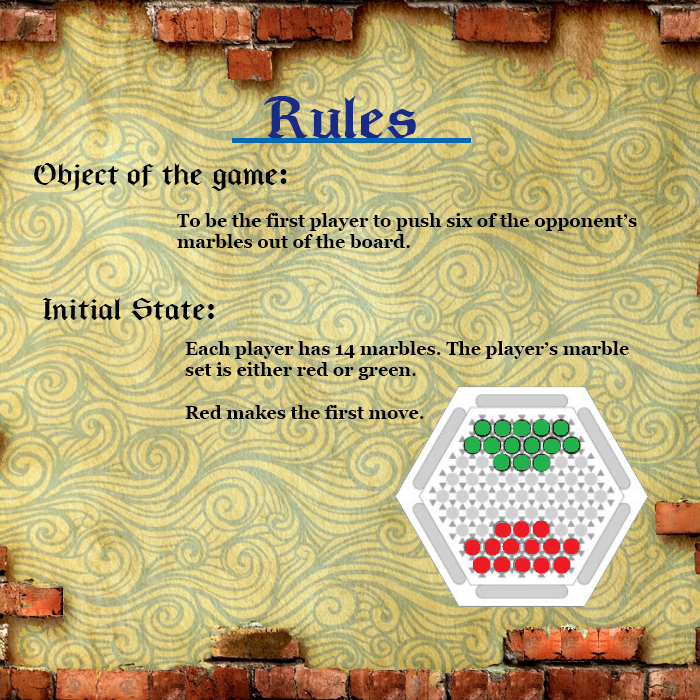 Rules
Object of the game:
To be the first player to push six of the opponent’s
marbles out of the board.
Initial State:
Each player has 14 marbles. The player’s marble
set is either red or green.
Red makes the first move.